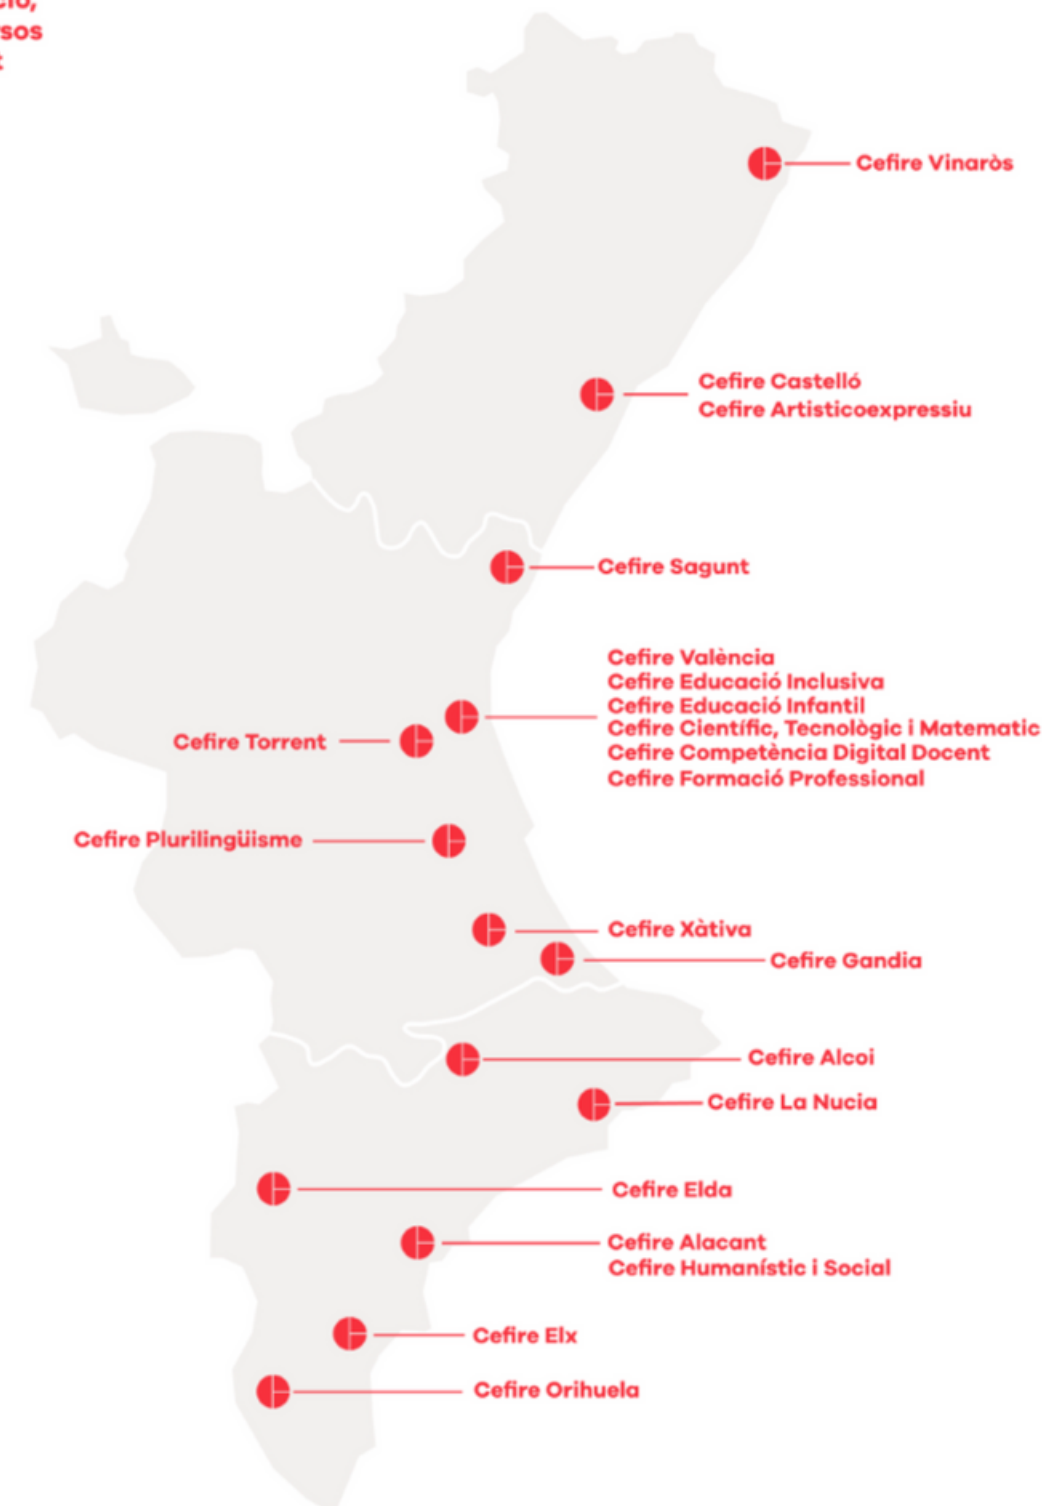 Cefire Vinaròs
Cefire Castelló
Cefire Artisticoexpressiu
Cefire Sagunt
Cefire València
Cefire Educació Inclusiva
Cefire Educació Infantil
Cefire Científic, Tecnològic i Matematic
Cefire Competència Digital Docent
Cefire Formació Professional
Cefire Torrent
Cefire Plurilingüisme
Cefire Xàtiva
Cefire Gandia
Cefire Alcoi
Cefire La Nucia
Cefire Elda
Cefire Alacant
Cefire Humanístic i Social
Cefire Elx
Cefire Orihuela